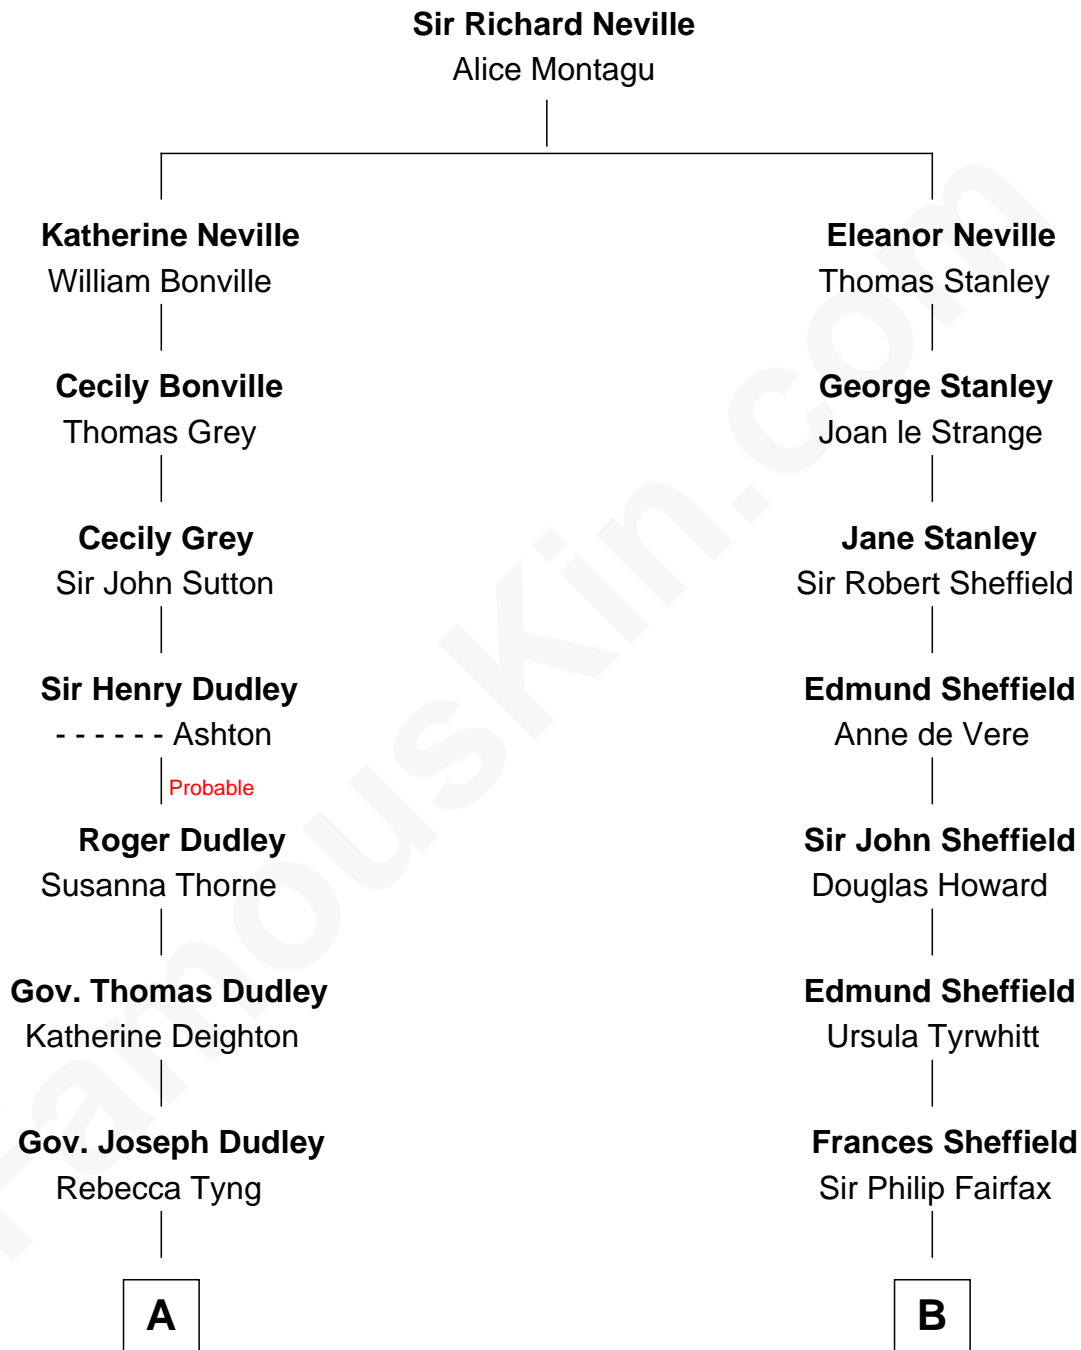 Sir Richard Neville
Alice Montagu
Katherine Neville
William Bonville
Eleanor Neville
Thomas Stanley
Cecily Bonville
Thomas Grey
George Stanley
Joan le Strange
Cecily Grey
Sir John Sutton
Jane Stanley
Sir Robert Sheffield
Sir Henry Dudley
- - - - - - Ashton
Probable
Edmund Sheffield
Anne de Vere
Roger Dudley
Susanna Thorne
Sir John Sheffield
Douglas Howard
Gov. Thomas Dudley
Katherine Deighton
Edmund Sheffield
Ursula Tyrwhitt
Gov. Joseph Dudley
Rebecca Tyng
Frances Sheffield
Sir Philip Fairfax
A
B
FamousKin.com